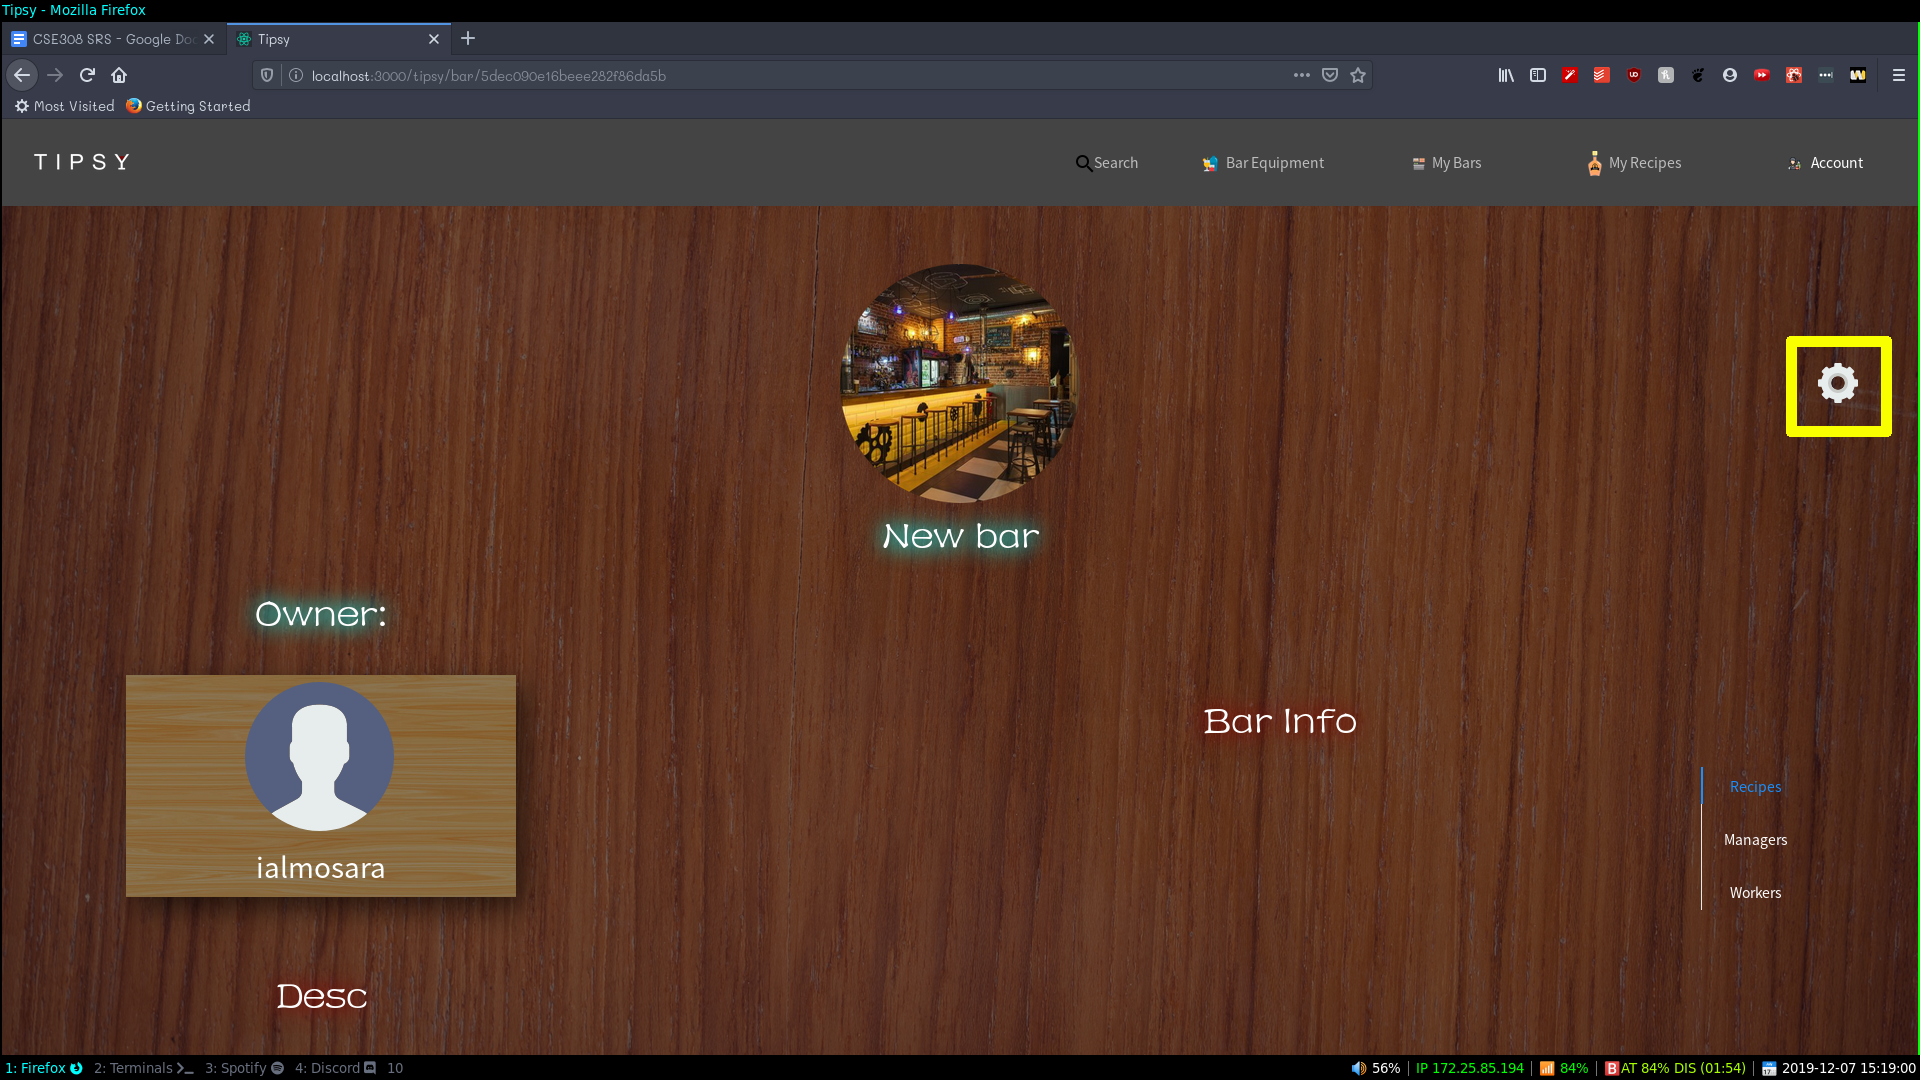 Tipsy - Mozilla Firefox
CSE308 SRS - Google Doc
Tipsy
localhost:3000/tipsy/bar/5dec090e16beee282f86da5b
Most Visited
Getting Started
TIPSY
Search
Bar Equipment
My Bars
My Recipes
Account
New bar
Owner:
ialmosara
Bar Info
Recipes
Managers
Workers
Desc
1: Firefox
2: Terminals
3: Spotify
4: Discord
10
56%
IP 172.25.85.194
84%
BAT 84% DIS (01:54)
2019-12-07 15:19:00